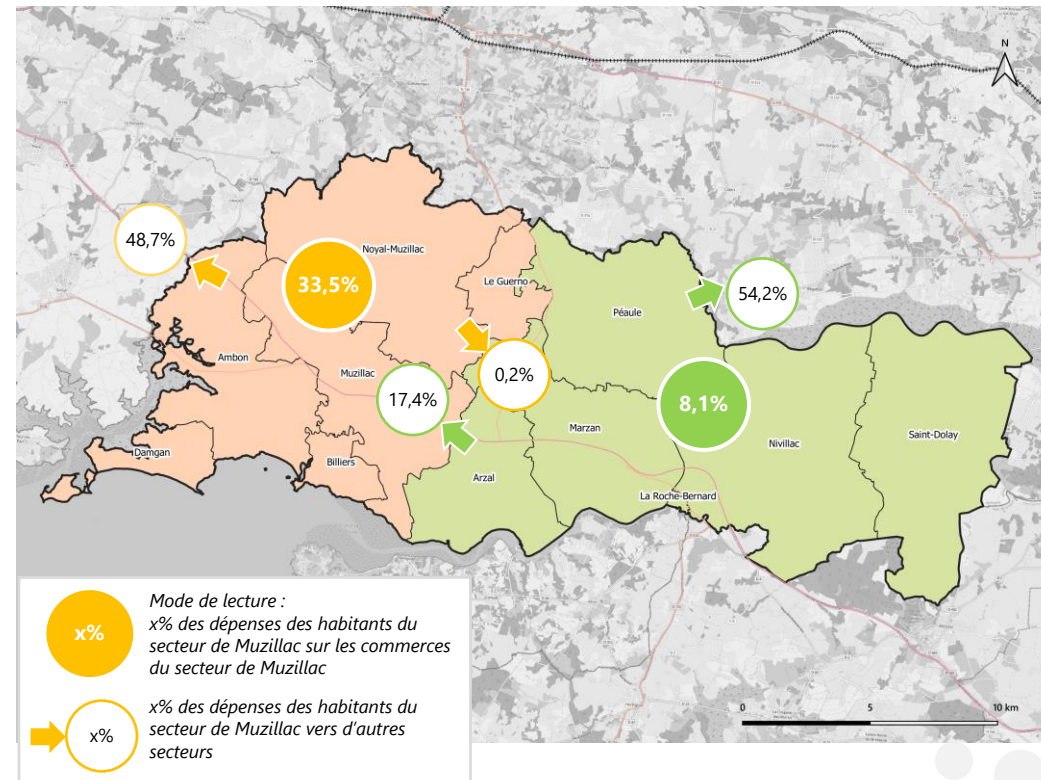 N
48,7%
Noyal-Muzillac
33,5%
Le Guerno
54,2%
Péaule
Ambon
Muzillac
0,2%
17,4%
8,1%
Marzan
Nivillac
Saint-Dolay
Damgan
Billiers
Arzal
La Roche-Bernard
x%
Mode de lecture :
x% des dépenses des habitants du
secteur de Muzillac sur les commerces
du secteur de Muzillac
x%
x% des dépenses des habitants du
secteur de Muzillac vers d'autres
secteurs
0
5
10 km